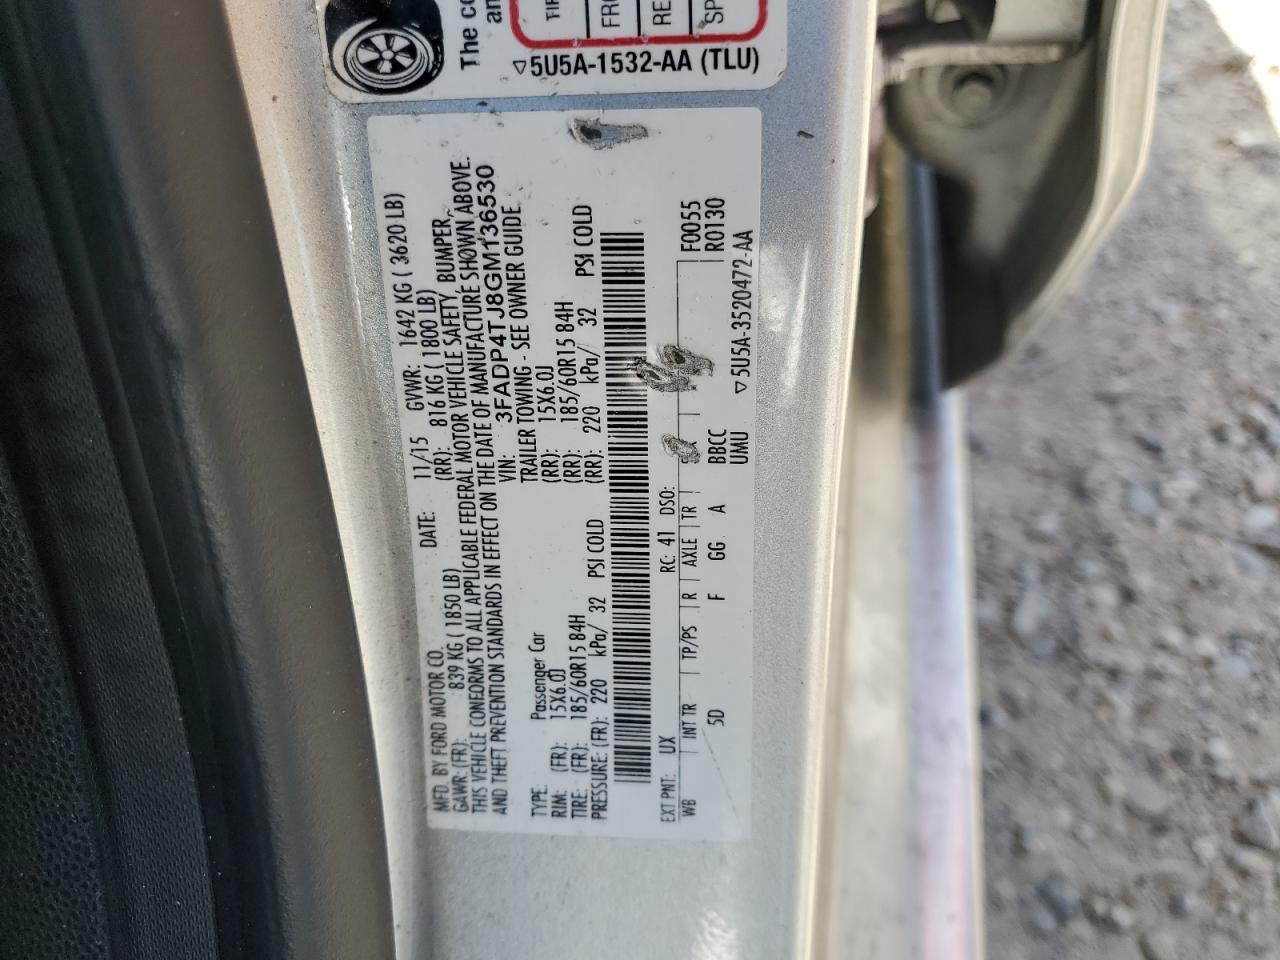 The co
an
TIR
FRO
RE
SP
▽5U5A-1532-AA (TLU)
MFD. BY FORD MOTOR CO.
DATE: 11/15 GVWR: 1642 KG ( 3620 LB)
GAWR: (FR): 839 KG ( 1850 LB) (RR): 816 KG ( 1800 LB)
THIS VEHICLE CONFORMS TO ALL APPLICABLE FEDERAL MOTOR VEHICLE SAFETY, BUMPER,
AND THEFT PREVENTION STANDARDS IN EFFECT ON THE DATE OF MANUFACTURE SHOWN ABOVE.
VIN: 3FADP4TJ8GM136530
TYPE Passenger Car TRAILER TOWING - SEE OWNER GUIDE
RIM: (FR): 15X6.0J (RR): 15X6.0J
TIRE: (FR): 185/60R15 84H (RR): 185/60R15 84H
PRESSURE: (FR): 220 kPa/ 32 PSI COLD (RR): 220 kPa/ 32 PSI COLD
EXT PNT: UX RC: 41 DSO: F0055
WB INT TR TP/PS R AXLE TR R0130
5D F GG A BBCC
UMU
▽5U5A-3520472-AA